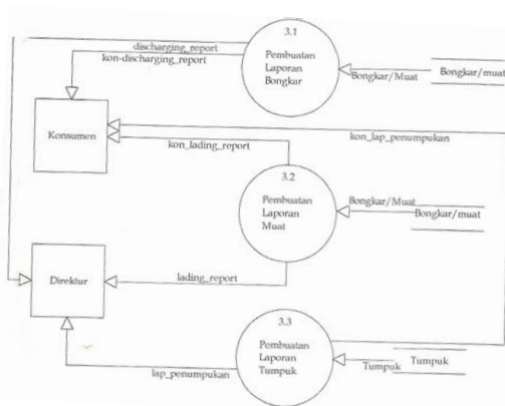 3.1
Pembuatan
Laporan
Bongkar
discharging_report
kon-discharging_report
Bongkar/Muat
Bongkar/muat
Konsumen
kon_lap_penumpukan
kon_lading_report
3.2
Pembuatan
Laporan
Muat
Bongkar/Muat
Bongkar/muat
Direktur
lading_report
3.3
Pembuatan
Laporan
Tumpuk
Tumpuk
Tumpuk
lap_penumpukan